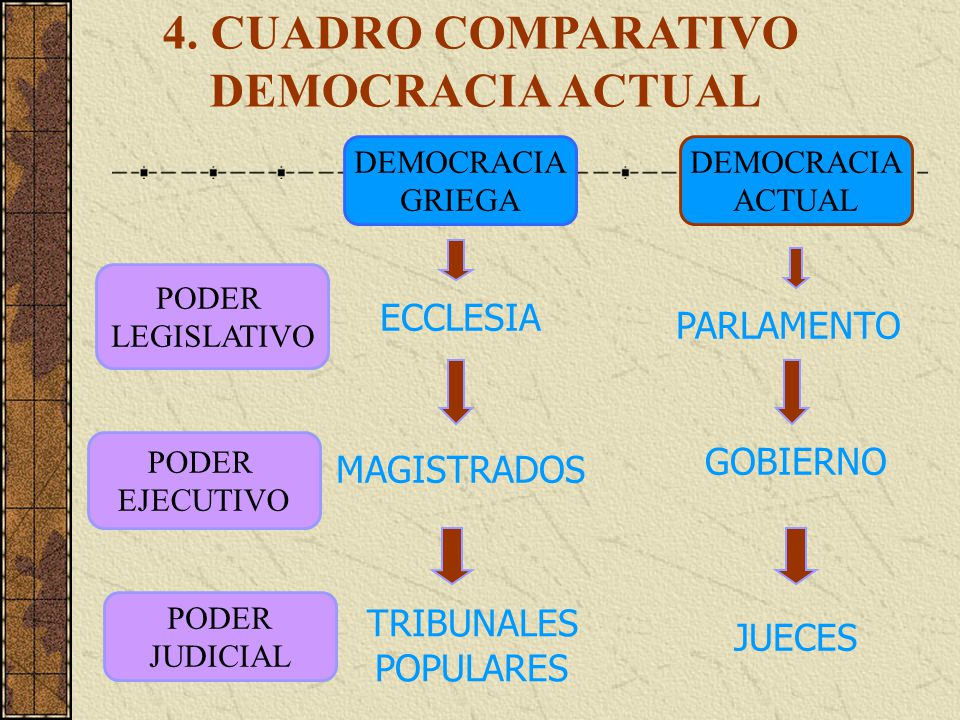 4. CUADRO COMPARATIVO
DEMOCRACIA ACTUAL
DEMOCRACIA
GRIEGA
DEMOCRACIA
ACTUAL
PODER
LEGISLATIVO
ECCLESIA
PARLAMENTO
PODER
EJECUTIVO
MAGISTRADOS
GOBIERNO
PODER
JUDICIAL
TRIBUNALES
POPULARES
JUECES